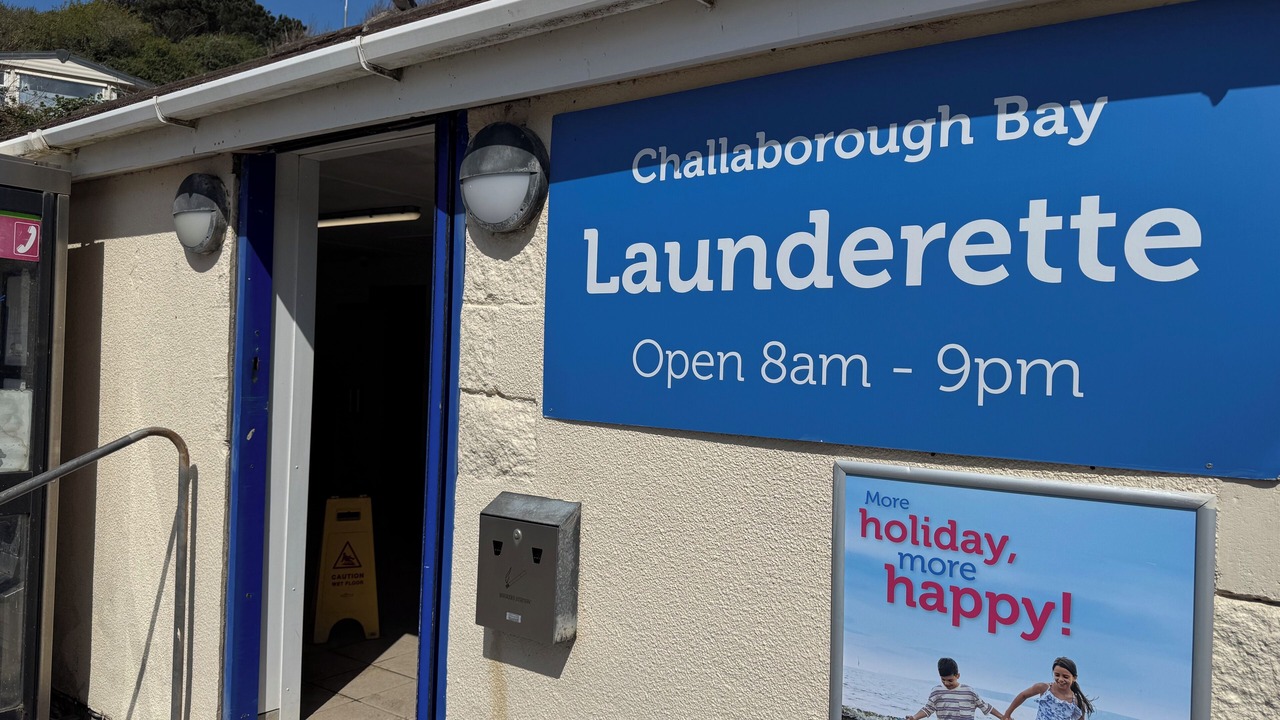 Challaborough Bay
Launderette
Open 8am - 9pm
More
holiday,
more
happy!
CAUTION
WET FLOOR